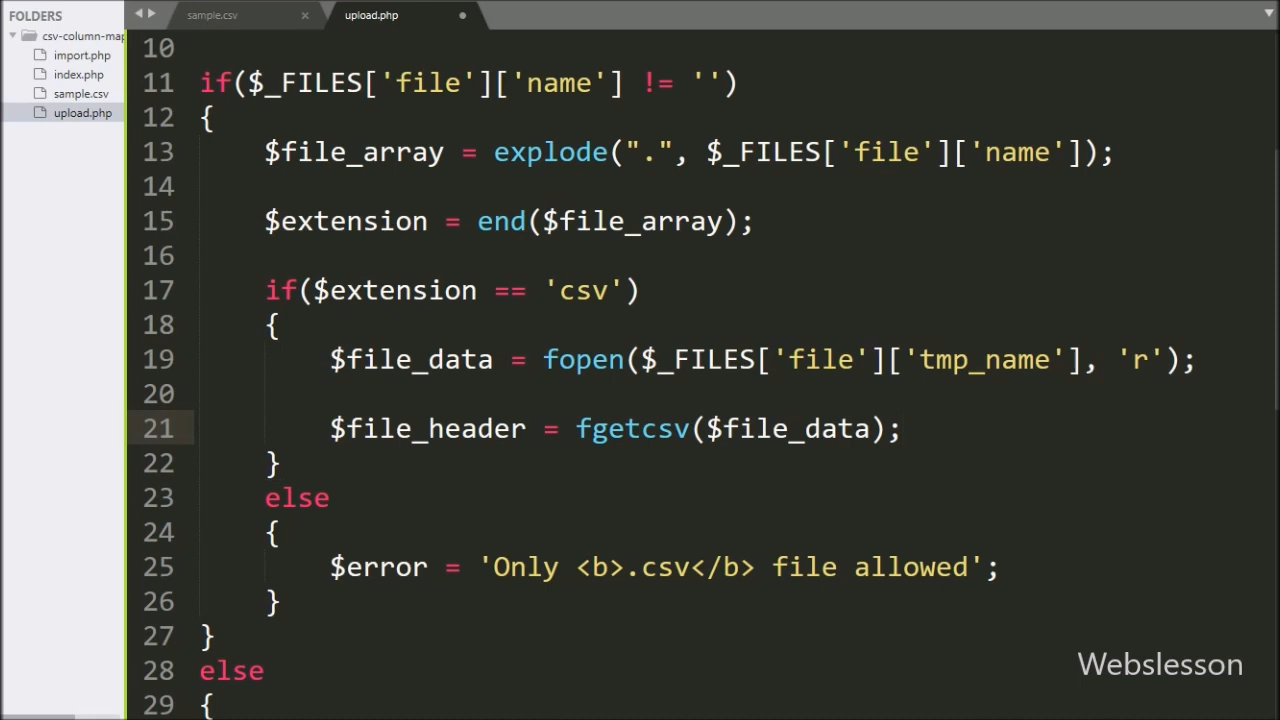 FOLDERS
csv-column-map
import.php
index.php
sample.csv
upload.php
sample.csv
upload.php
10
11 if($_FILES['file']['name'] != '')
12 {
13 $file_array = explode(".", $_FILES['file']['name']);
14
15 $extension = end($file_array);
16
17 if($extension == 'csv')
18 {
19 $file_data = fopen($_FILES['file']['tmp_name'], 'r');
20
21 $file_header = fgetcsv($file_data);
22 }
23 else
24 {
25 $error = 'Only <b>.csv</b> file allowed';
26 }
27 }
28 else
29 {
Webslesson